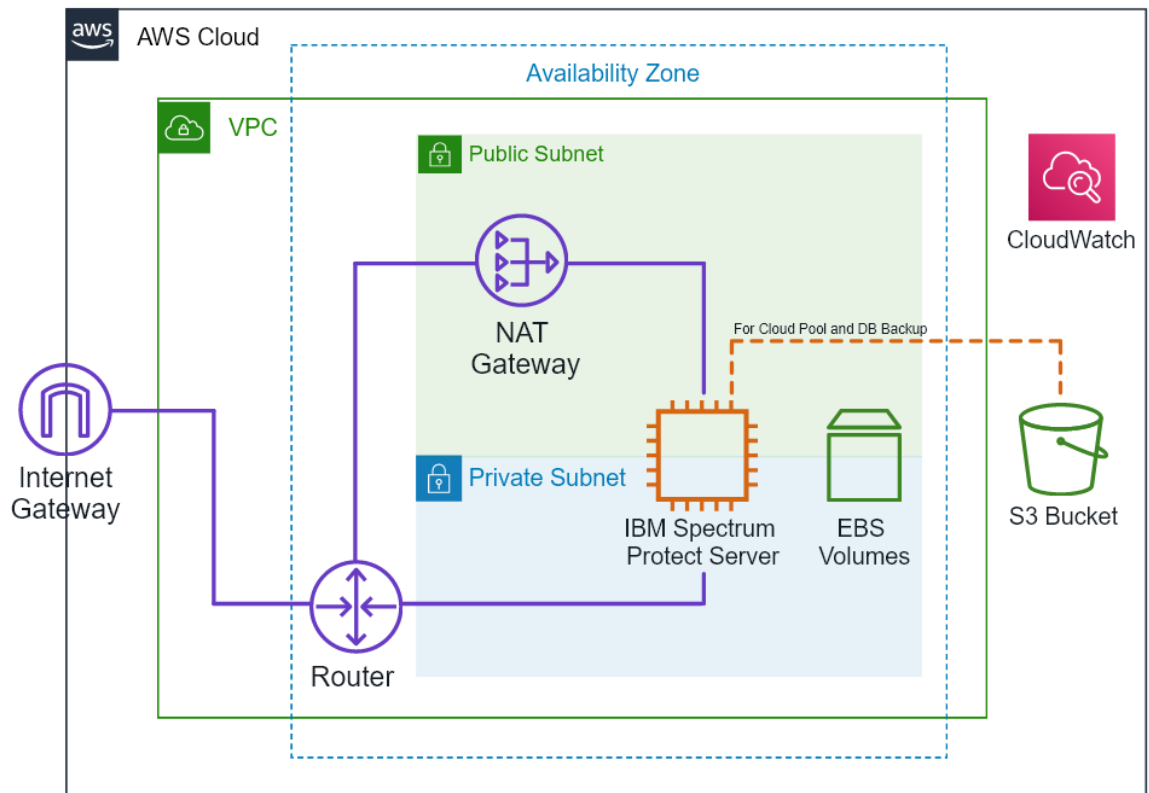 aws
AWS Cloud
Availability Zone
VPC
Public Subnet
CloudWatch
NAT
Gateway
For Cloud Pool and DB Backup
Internet
Gateway
Private Subnet
IBM Spectrum
Protect Server
EBS
Volumes
S3 Bucket
Router